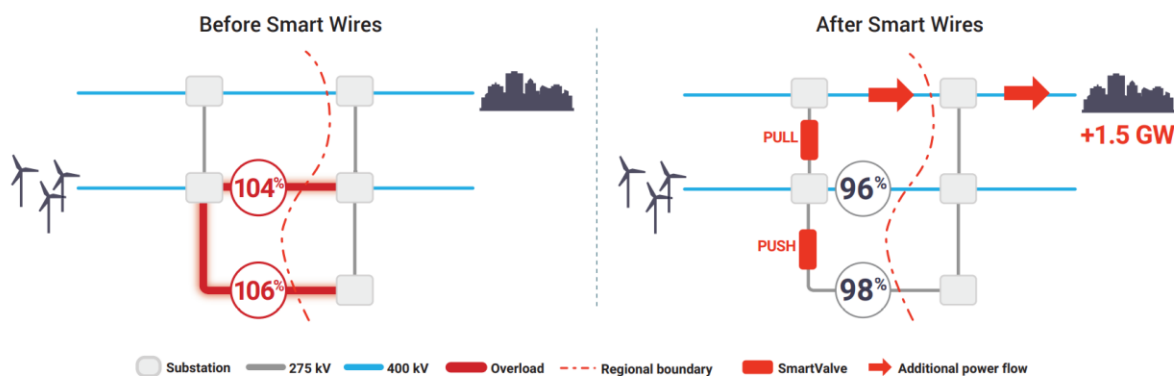 Before Smart Wires
After Smart Wires
104%
106%
PULL
+1.5 GW
96%
PUSH
98%
Substation 275 kV 400 kV Overload Regional boundary SmartValve Additional power flow